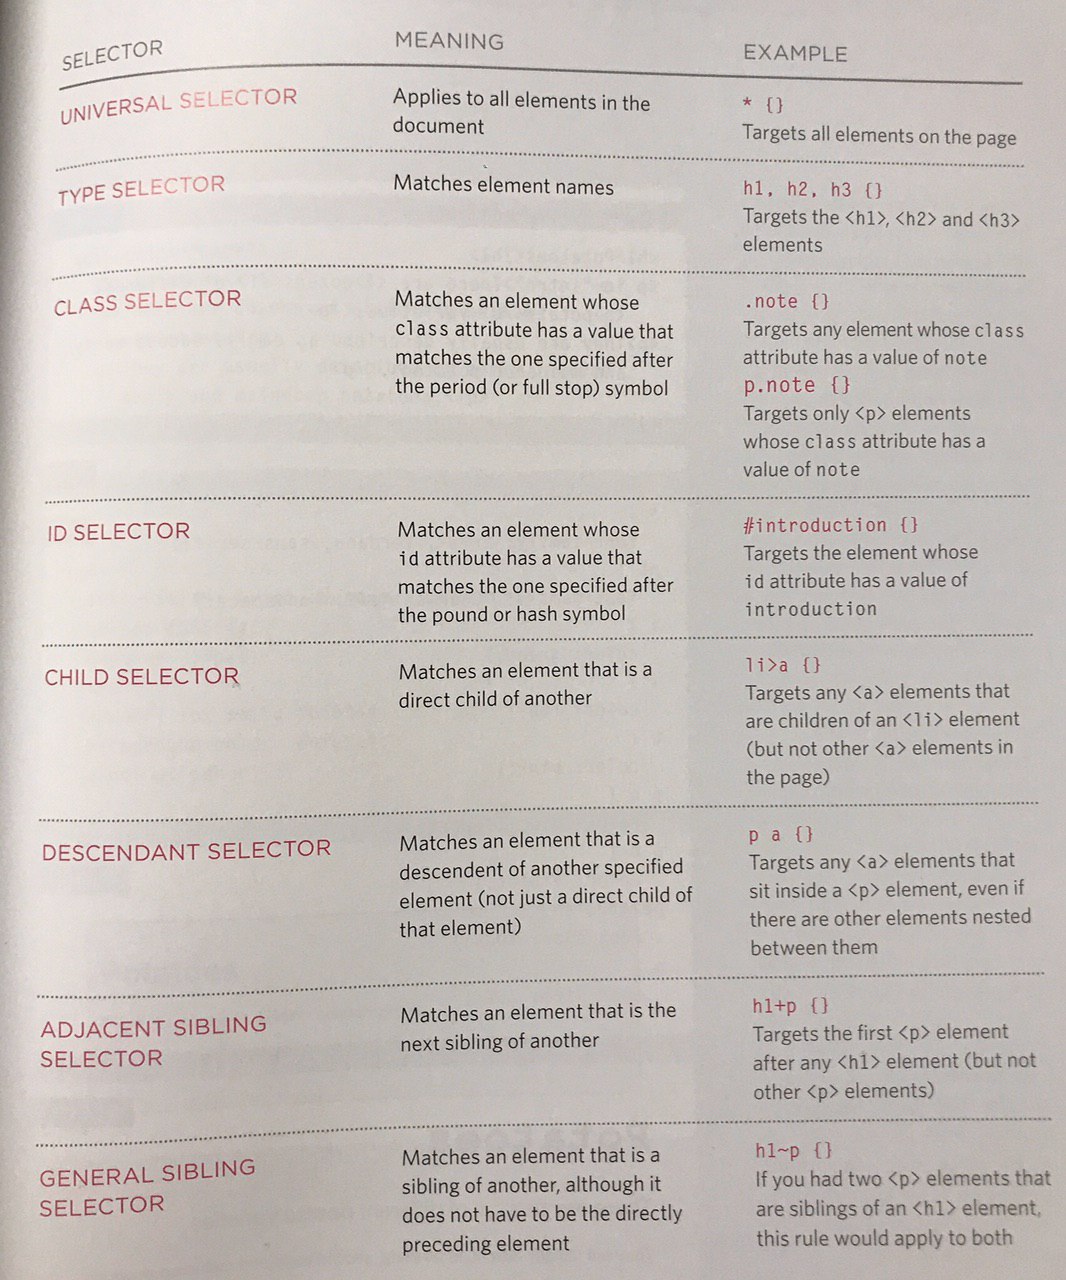 SELECTOR
MEANING
EXAMPLE
UNIVERSAL SELECTOR
Applies to all elements in the
document
* {}
Targets all elements on the page
TYPE SELECTOR
Matches element names
h1, h2, h3 {}
Targets the <h1>, <h2> and <h3>
elements
CLASS SELECTOR
Matches an element whose
class attribute has a value that
matches the one specified after
the period (or full stop) symbol
.note {}
Targets any element whose class
attribute has a value of note
p.note {}
Targets only <p> elements
whose class attribute has a
value of note
ID SELECTOR
Matches an element whose
id attribute has a value that
matches the one specified after
the pound or hash symbol
#introduction {}
Targets the element whose
id attribute has a value of
introduction
CHILD SELECTOR
Matches an element that is a
direct child of another
li>a {}
Targets any <a> elements that
are children of an <li> element
(but not other <a> elements in
the page)
DESCENDANT SELECTOR
Matches an element that is a
descendent of another specified
element (not just a direct child of
that element)
p a {}
Targets any <a> elements that
sit inside a <p> element, even if
there are other elements nested
between them
ADJACENT SIBLING
SELECTOR
Matches an element that is the
next sibling of another
h1+p {}
Targets the first <p> element
after any <h1> element (but not
other <p> elements)
GENERAL SIBLING
SELECTOR
Matches an element that is a
sibling of another, although it
does not have to be the directly
preceding element
h1~p {}
If you had two <p> elements that
are siblings of an <h1> element,
this rule would apply to both